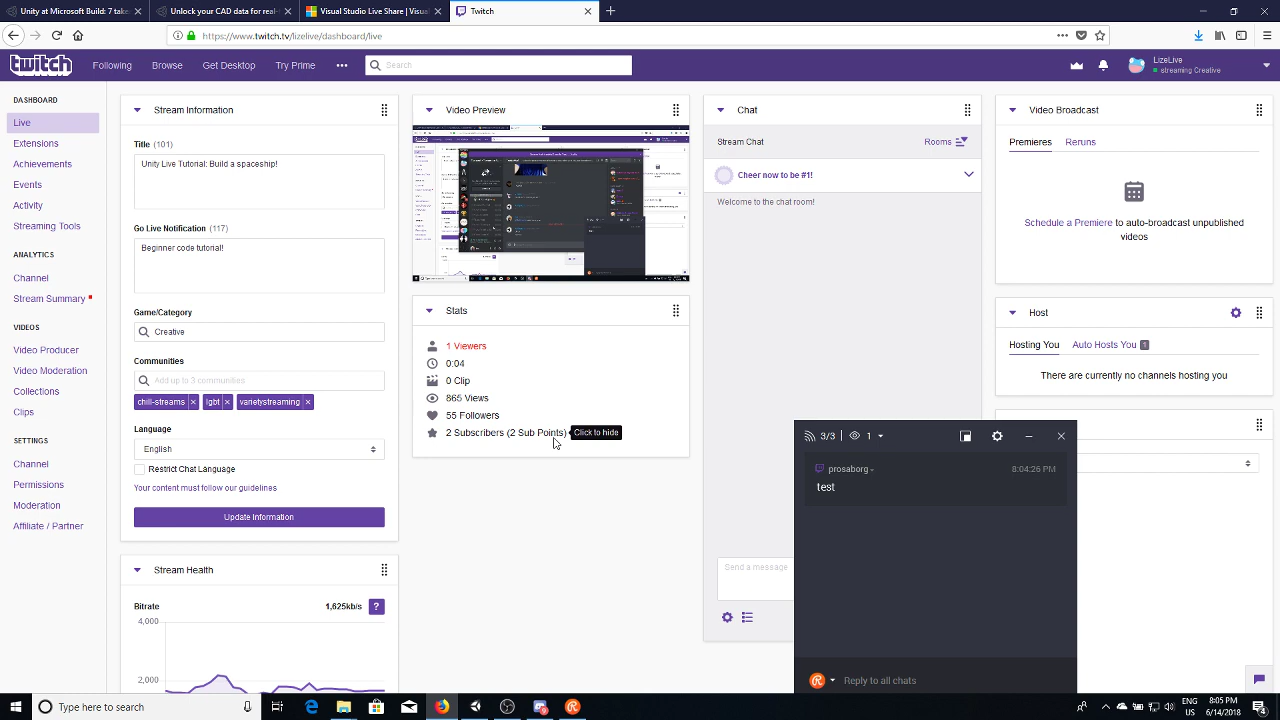 Unity at Microsoft Build: 7 take
Unlock your CAD data for real-
Visual Studio Live Share | Visual
Twitch
https://www.twitch.tv/lizelive/dashboard/live
twitch
Following
Browse
Get Desktop
Try Prime
Search
LizeLive
streaming Creative
DASHBOARD
Live
Extensions
Achievements
Events
Activity
Streaming Tools
ANALYTICS
Channel
Stream Summary
VIDEOS
Video Producer
Video Moderation
Collections
Clips
SETTINGS
Channel
Permissions
Moderation
Affiliate / Partner
Stream Information
Unity Live Tutorial: Build a spaceship!
Beginner code tutorial!
Game/Category
Creative
Communities
Add up to 3 communities
chill-streams
lgbt
varietystreaming
Language
English
Restrict Chat Language
Your content must follow our guidelines
Update Information
Stream Health
Bitrate
1,625kb/s
?
4,000
2,000
Video Preview
Stats
1 Viewers
0:04
0 Clip
865 Views
55 Followers
2 Subscribers (2 Sub Points)
Click to hide
Chat
Stream Chat
Rooms
Cheer now to be #1!
Welcome to the chat room!
Send a message
Video Broadcast
Premieres
Reruns
Schedule a Premiere to auto-
videos
Host
Hosting You
Auto Hosts You
1
There are currently no channels hosting you
3/3
1
prosaborg
8:04:26 PM
test
Reply to all chats
Type here to search
ENG
US
8:05 PM
6/14/2018